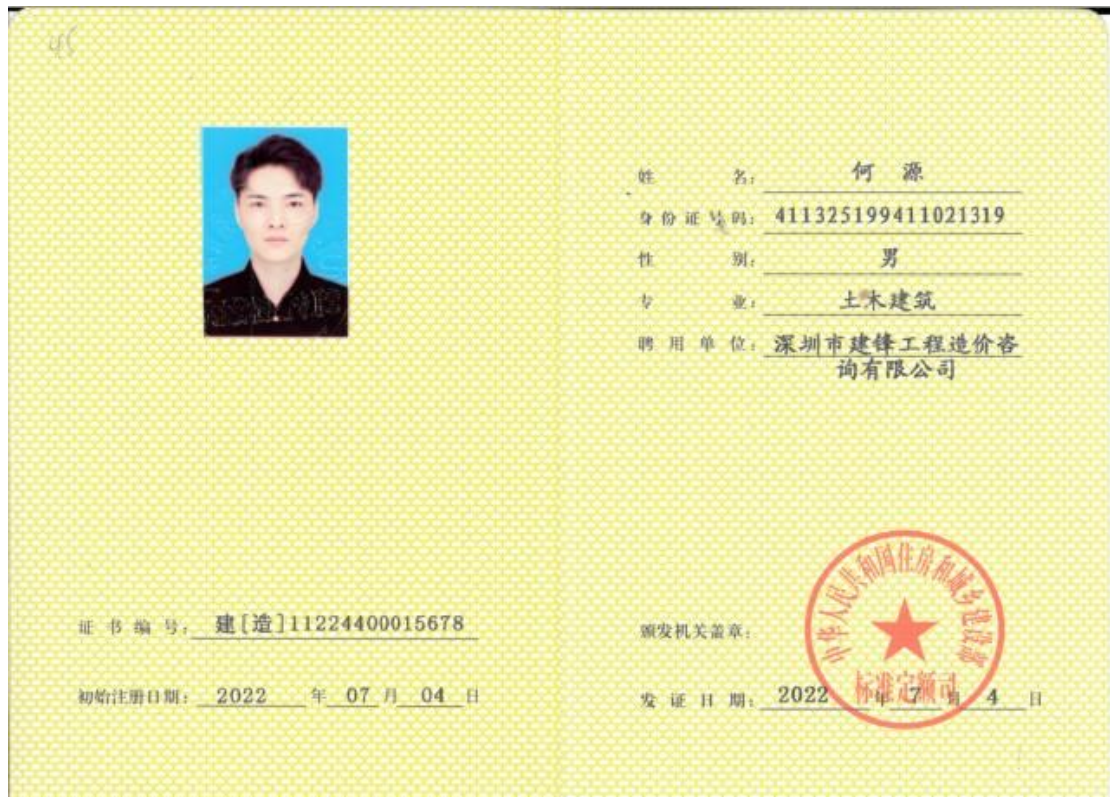 45
姓 名: 何 源
身份证号码: 411325199411021319
性 别: 男
专 业: 土木建筑
聘用单位: 深圳市建锋工程造价咨
询有限公司
证书编号: 建[造]11224400015678
初始注册日期: 2022 年 07 月 04 日
颁发机关盖章:
中华人民共和国住房和城乡建设部
标准定额司
发证日期: 2022 年 7 月 4 日